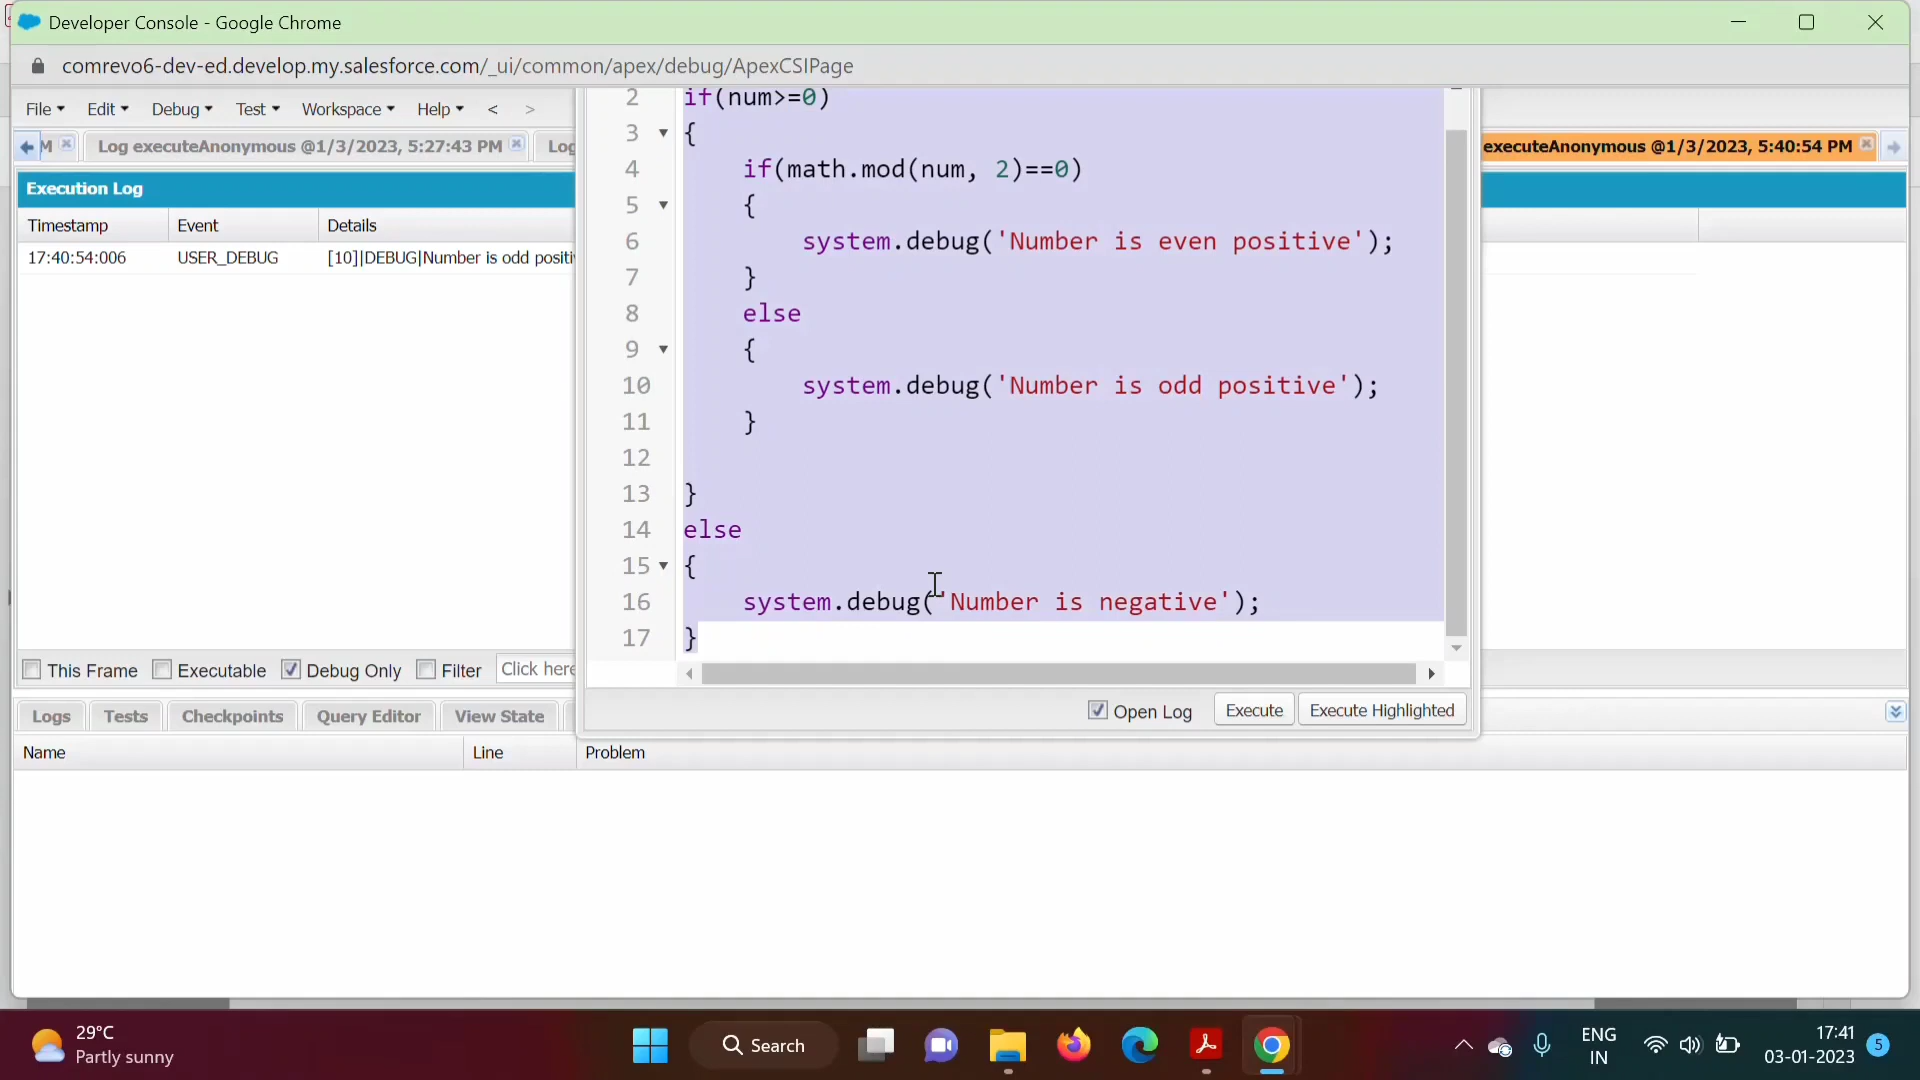 Developer Console - Google Chrome
comrevo6-dev-ed.develop.my.salesforce.com/_ui/common/apex/debug/ApexCSIPage
File Edit Debug Test Workspace Help < >
M Log executeAnonymous @1/3/2023, 5:27:43 PM Log
executeAnonymous @1/3/2023, 5:40:54 PM
Execution Log
Timestamp Event Details
17:40:54:006 USER_DEBUG [10]|DEBUG|Number is odd positi
2 if(num>=0)
3 {
4 if(math.mod(num, 2)==0)
5 {
6 system.debug('Number is even positive');
7 }
8 else
9 {
10 system.debug('Number is odd positive');
11 }
12
13 }
14 else
15 {
16 system.debug('Number is negative');
17 }
This Frame Executable Debug Only Filter Click here
Open Log Execute Execute Highlighted
Logs Tests Checkpoints Query Editor View State
Name Line Problem
29°C
Partly sunny
Search
ENG
IN
17:41
03-01-2023
5